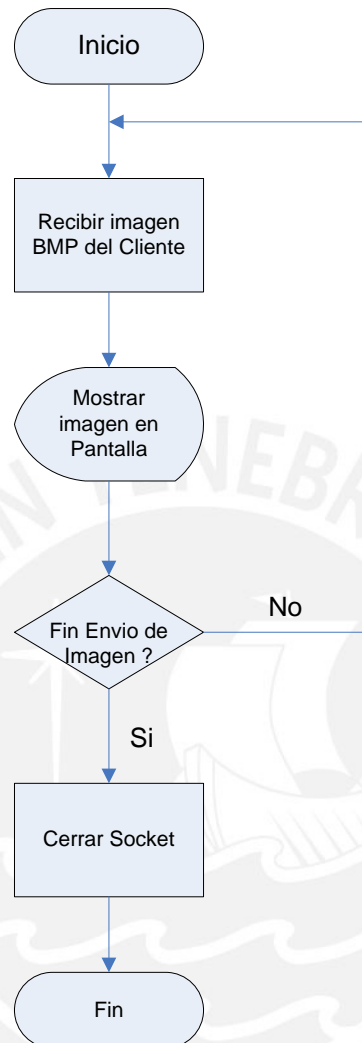 Inicio
Recibir imagen
BMP del Cliente
Mostrar
imagen en
Pantalla
Fin Envio de
Imagen ?
No
Si
Cerrar Socket
Fin